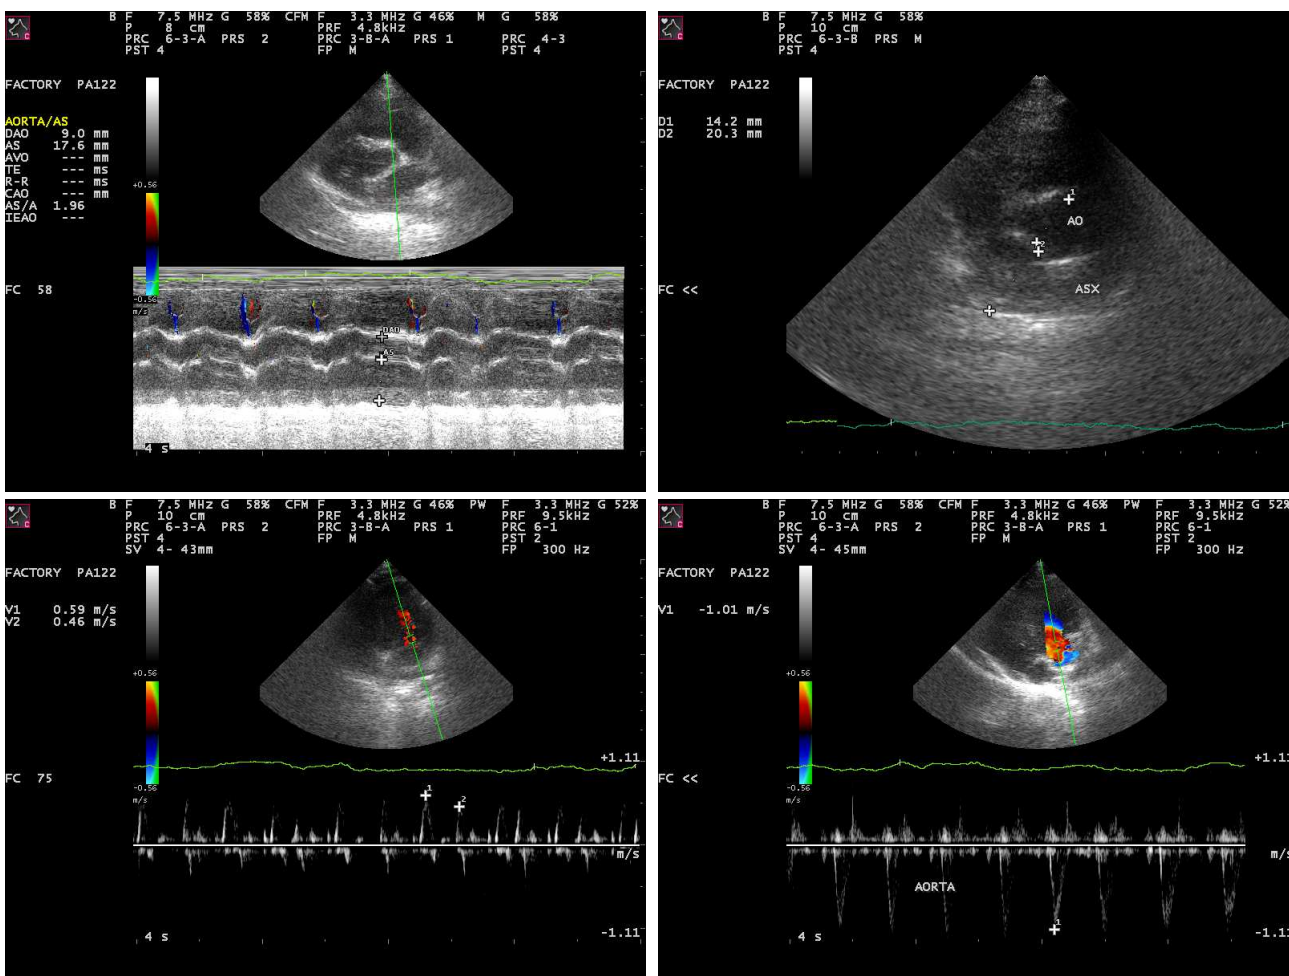 B F 7.5 MHz G 58% CFM F 3.3 MHz G 46% M G 58%
P 8 cm PRF 4.8kHz
PRC 6-3-A PRS 2 PRC 3-B-A PRS 1 PRC 4-3
PST 4 FP M PST 4
C
FACTORY PA122
AORTA/AS
DAO 9.0 mm
AS 17.6 mm
AVO --- mm
TE --- ms
R-R --- ms
CAO --- mm
AS/A 1.96
IEAO ---
+0.56
FC 58
-0.56
m/s
DAO
AS
4 s
B F 7.5 MHz G 58%
P 10 cm
PRC 6-3-B PRS M
PST 4
C
FACTORY PA122
D1 14.2 mm
D2 20.3 mm
1
AO
2
ASX
FC <<
B F 7.5 MHz G 58% CFM F 3.3 MHz G 46% PW F 3.3 MHz G 52%
P 10 cm PRF 4.8kHz PRF 9.5kHz
PRC 6-3-A PRS 2 PRC 3-B-A PRS 1 PRC 6-1
PST 4 FP M PST 2
SV 4- 43mm FP 300 Hz
C
FACTORY PA122
V1 0.59 m/s
V2 0.46 m/s
+0.56
+1.11
FC 75
-0.56
m/s
1
2
m/s
4 s
-1.11
B F 7.5 MHz G 58% CFM F 3.3 MHz G 46% PW F 3.3 MHz G 52%
P 10 cm PRF 4.8kHz PRF 9.5kHz
PRC 6-3-A PRS 2 PRC 3-B-A PRS 1 PRC 6-1
PST 4 FP M PST 2
SV 4- 45mm FP 300 Hz
C
FACTORY PA122
V1 -1.01 m/s
+0.56
+1.11
FC <<
-0.56
m/s
m/s
AORTA
1
4 s
-1.11